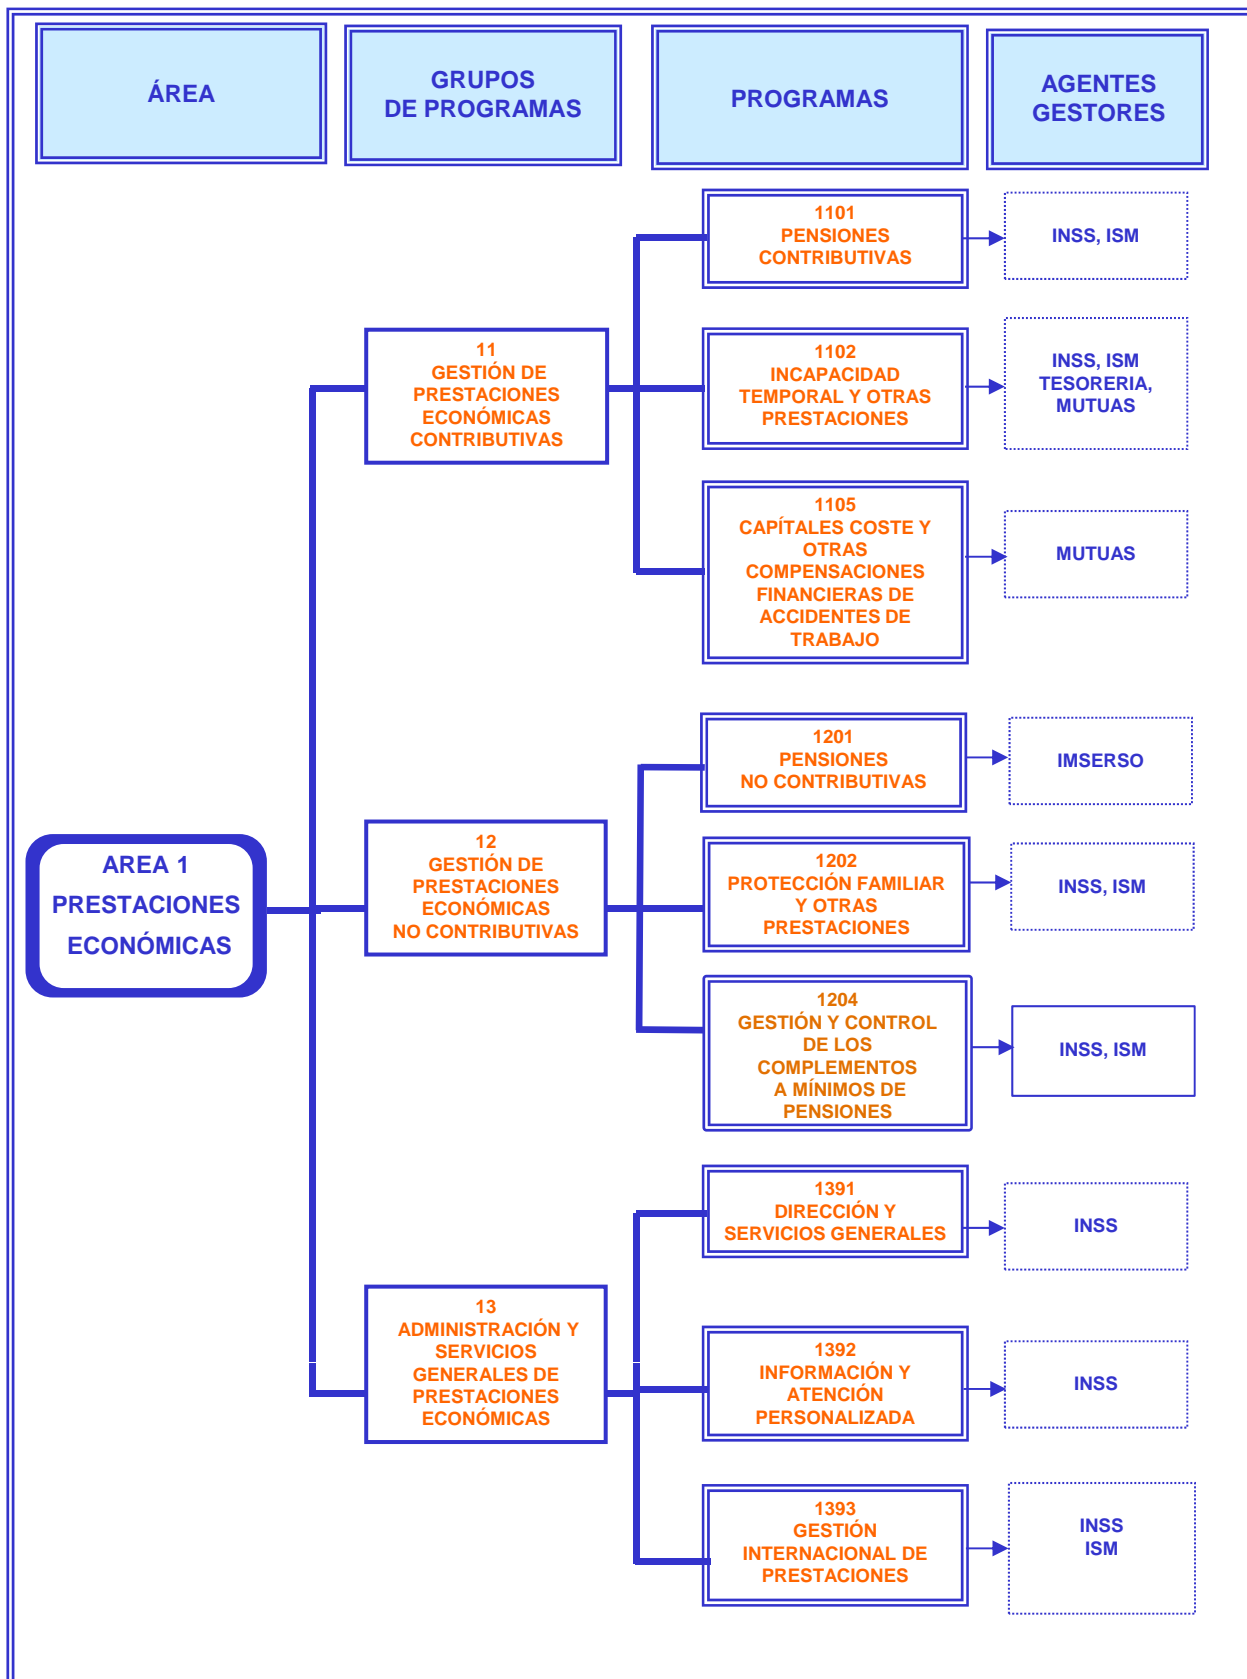 ÁREA
GRUPOS
DE PROGRAMAS
PROGRAMAS
AGENTES
GESTORES
AREA 1
PRESTACIONES
ECONÓMICAS
11
GESTIÓN DE
PRESTACIONES
ECONÓMICAS
CONTRIBUTIVAS
1101
PENSIONES
CONTRIBUTIVAS
INSS, ISM
1102
INCAPACIDAD
TEMPORAL Y OTRAS
PRESTACIONES
INSS, ISM
TESORERIA,
MUTUAS
1105
CAPÍTALES COSTE Y
OTRAS
COMPENSACIONES
FINANCIERAS DE
ACCIDENTES DE
TRABAJO
MUTUAS
12
GESTIÓN DE
PRESTACIONES
ECONÓMICAS
NO CONTRIBUTIVAS
1201
PENSIONES
NO CONTRIBUTIVAS
IMSERSO
1202
PROTECCIÓN FAMILIAR
Y OTRAS
PRESTACIONES
INSS, ISM
1204
GESTIÓN Y CONTROL
DE LOS
COMPLEMENTOS
A MÍNIMOS DE
PENSIONES
INSS, ISM
13
ADMINISTRACIÓN Y
SERVICIOS
GENERALES DE
PRESTACIONES
ECONÓMICAS
1391
DIRECCIÓN Y
SERVICIOS GENERALES
INSS
1392
INFORMACIÓN Y
ATENCIÓN
PERSONALIZADA
INSS
1393
GESTIÓN
INTERNACIONAL DE
PRESTACIONES
INSS
ISM